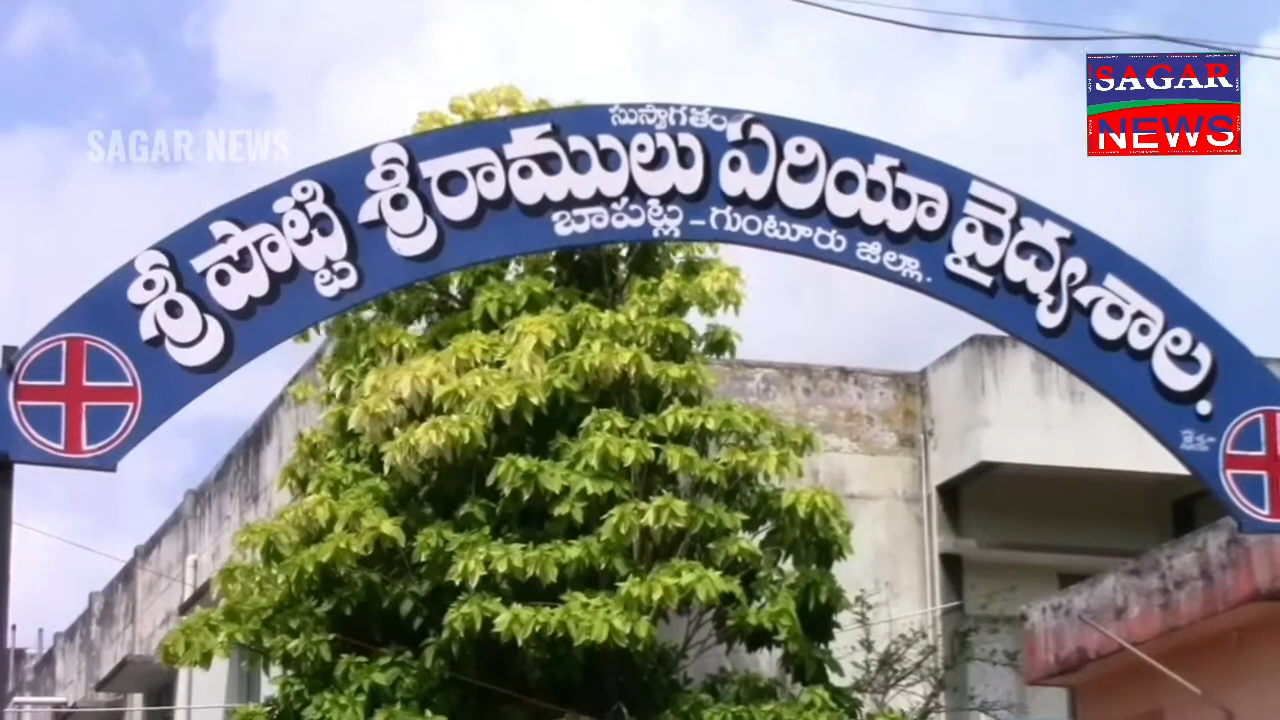 SAGAR NEWS
SAGAR
NEWS
సుస్వాగతం
శ్రీ పొట్టి శ్రీరాములు ఏరియా వైద్యశాల.
బాపట్ల - గుంటూరు జిల్లా.